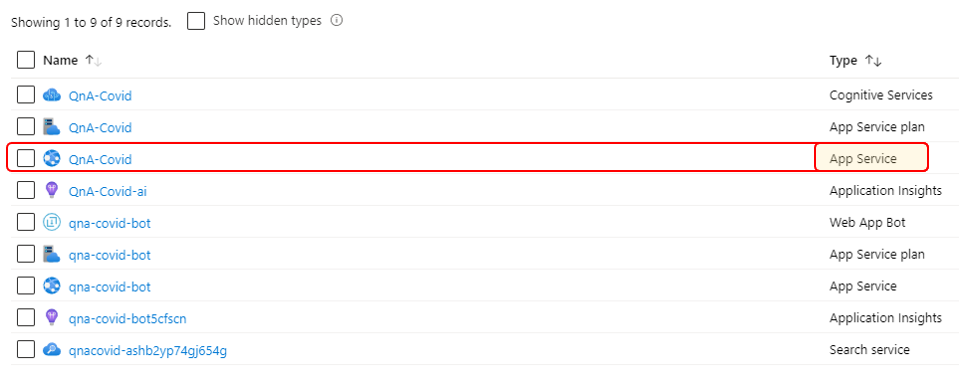 Showing 1 to 9 of 9 records. Show hidden types
Name Type
QnA-Covid Cognitive Services
QnA-Covid App Service plan
QnA-Covid App Service
QnA-Covid-ai Application Insights
qna-covid-bot Web App Bot
qna-covid-bot App Service plan
qna-covid-bot App Service
qna-covid-bot5cfscn Application Insights
qnacovid-ashb2yp74gj654g Search service